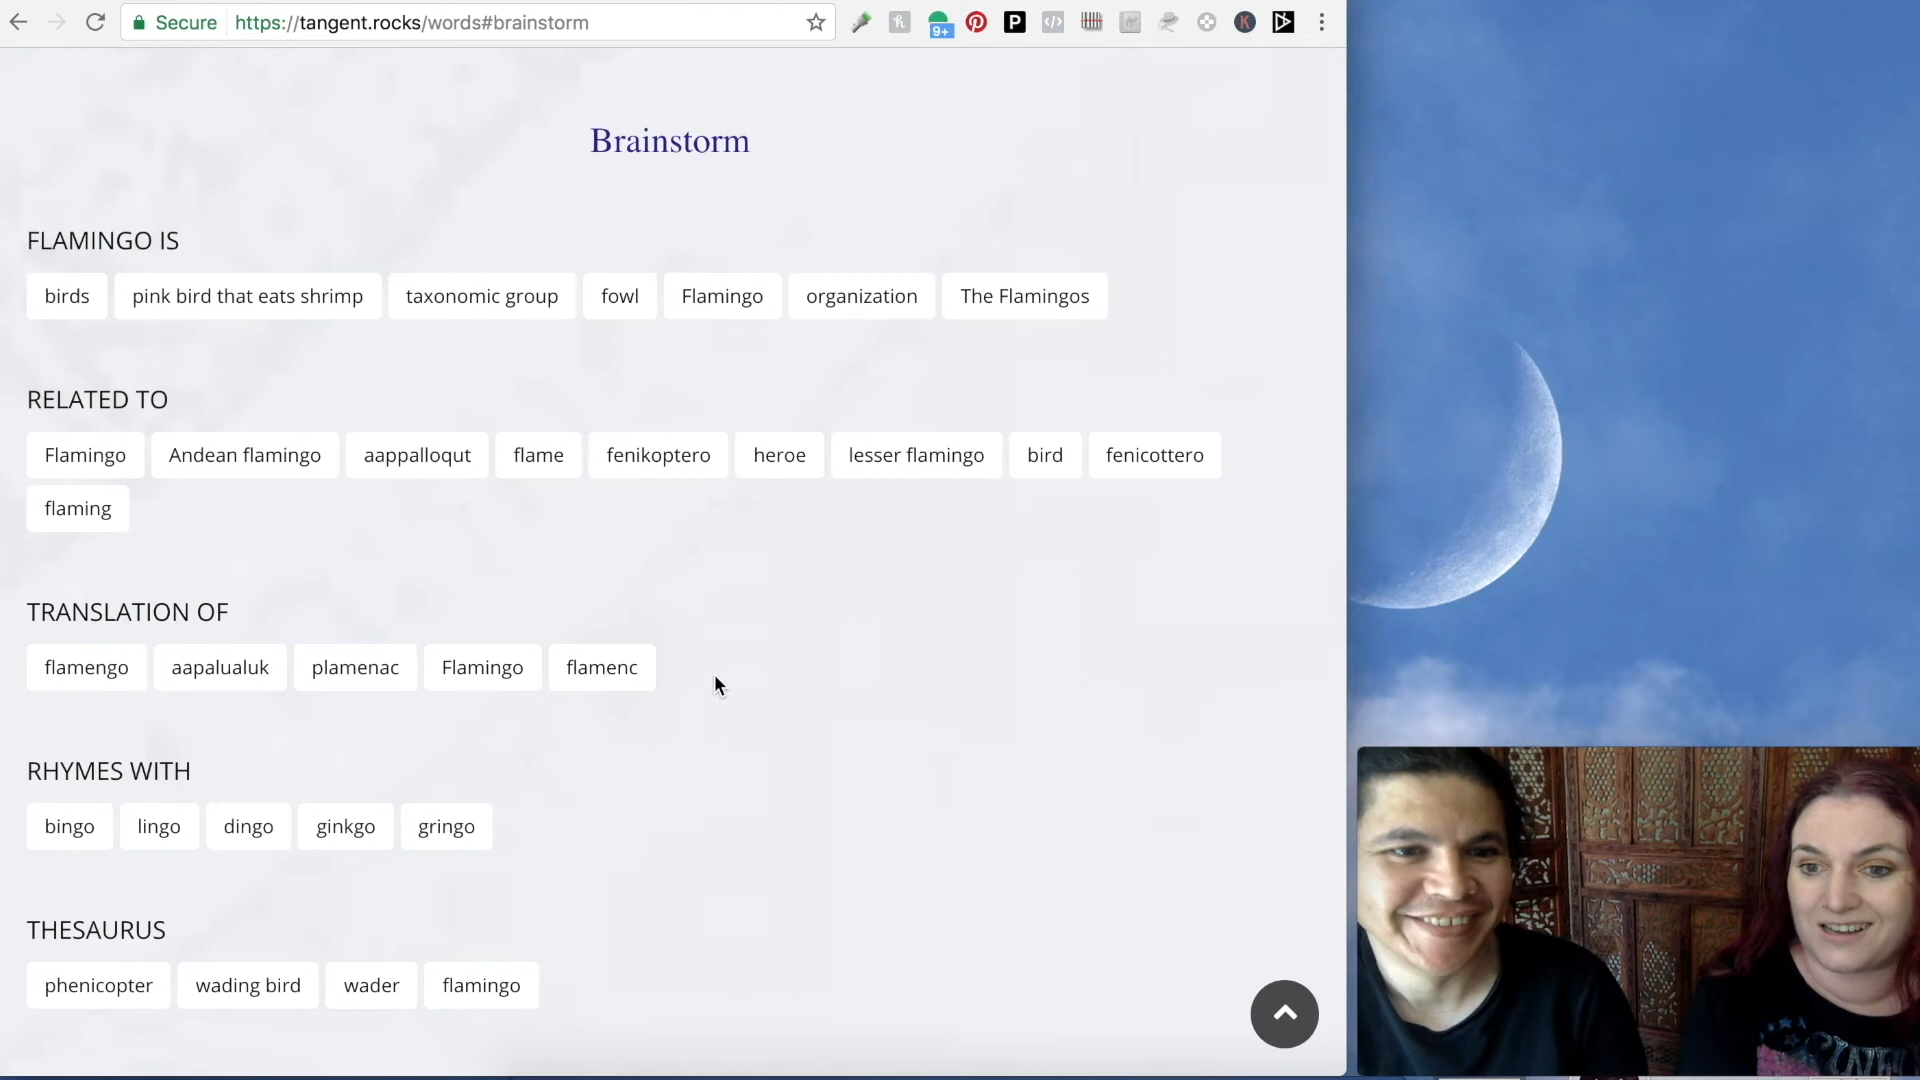 Secure https://tangent.rocks/words#brainstorm
9+
P
K
Brainstorm
FLAMINGO IS
birds pink bird that eats shrimp taxonomic group fowl Flamingo organization The Flamingos
RELATED TO
Flamingo Andean flamingo aappalloqut flame fenikoptero heroe lesser flamingo bird fenicottero
flaming
TRANSLATION OF
flamengo aapalualuk plamenac Flamingo flamenc
RHYMES WITH
bingo lingo dingo ginkgo gringo
THESAURUS
phenicopter wading bird wader flamingo